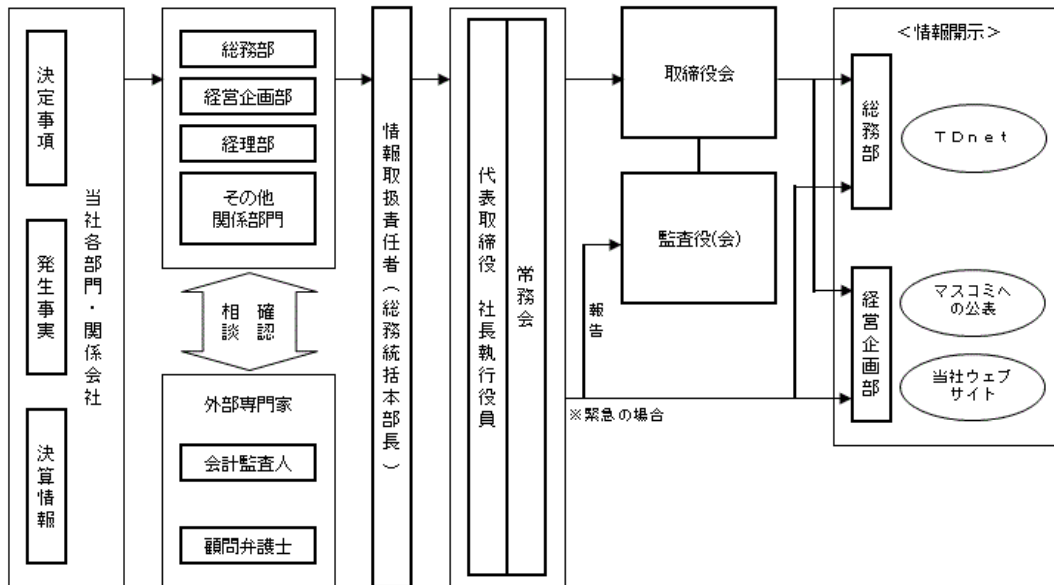 決定事項
発生事実
決算情報
当社各部門・関係会社
総務部
経営企画部
経理部
その他
関係部門
相談
確認
外部専門家
会計監査人
顧問弁護士
情報取扱責任者(総務統括本部長)
代表取締役 社長執行役員
常務会
取締役会
監査役(会)
報告
※緊急の場合
<情報開示>
総務部
TDnet
経営企画部
マスコミへ
の公表
当社ウェブ
サイト